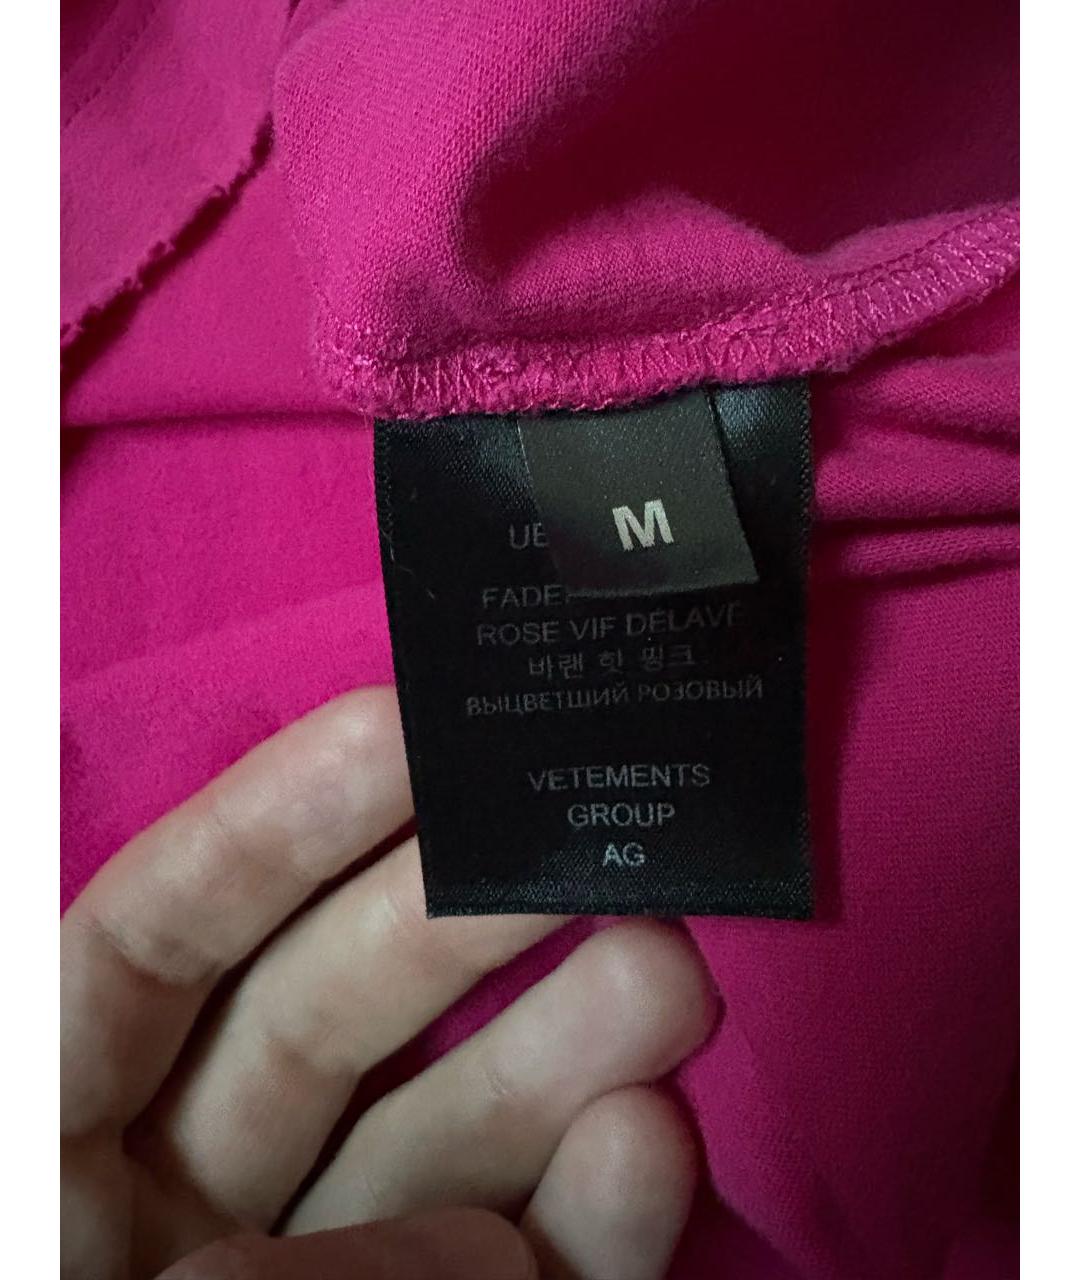 M
ROSE VIF DÉLAVÉ
바랜 핫 핑크
ВЫЦВЕТШИЙ РОЗОВЫЙ
VETEMENTS
GROUP
AG